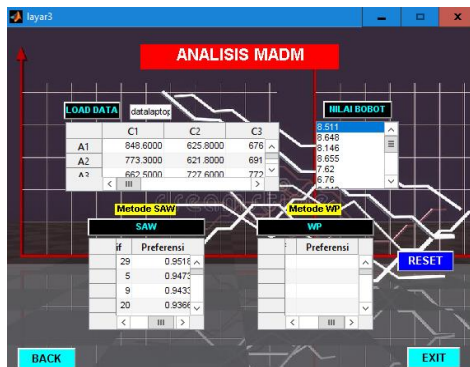 layar3
ANALISIS MADM
LOAD DATA datalaptop NILAI BOBOT
C1 C2 C3
A1 848.6000 625.8000 676
A2 773.3000 621.8000 691
A3 662.5000 727.6000 772
8.511
8.648
8.146
8.655
7.62
6.76
Metode SAW Metode WP
SAW WP
if Preferensi Preferensi
29 0.9518
5 0.9473
9 0.9433
20 0.9366
RESET
BACK EXIT